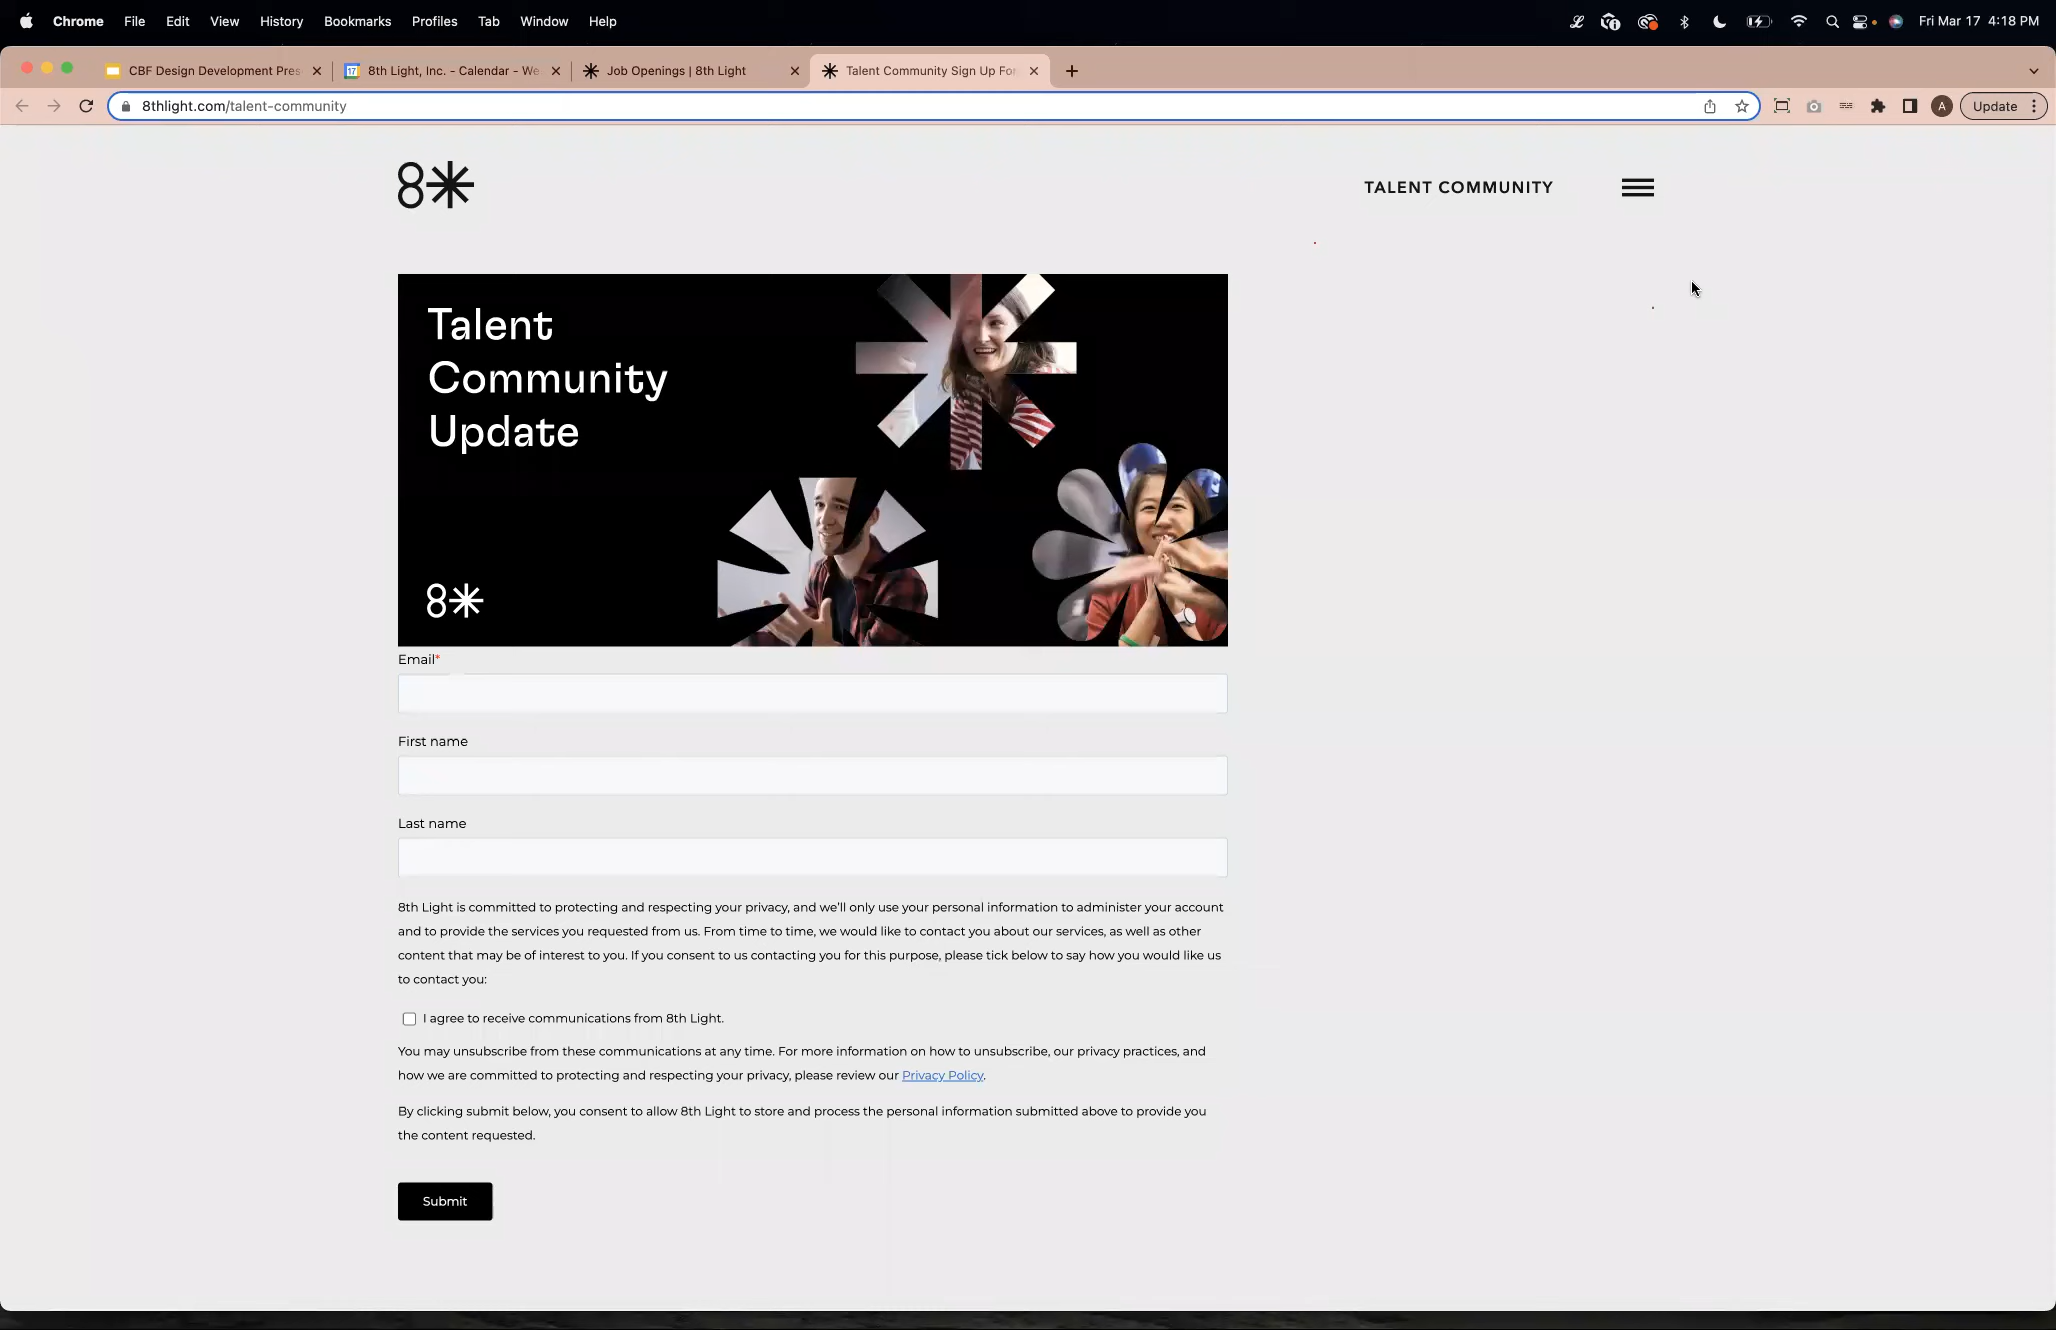 Chrome File Edit View History Bookmarks Profiles Tab Window Help Fri Mar 17 4:18 PM
CBF Design Development Pres 8th Light, Inc. - Calendar - We Job Openings | 8th Light Talent Community Sign Up For
8thlight.com/talent-community A Update
8 TALENT COMMUNITY
Talent
Community
Update
8
Email*
First name
Last name
8th Light is committed to protecting and respecting your privacy, and we'll only use your personal information to administer your account
and to provide the services you requested from us. From time to time, we would like to contact you about our services, as well as other
content that may be of interest to you. If you consent to us contacting you for this purpose, please tick below to say how you would like us
to contact you:
I agree to receive communications from 8th Light.
You may unsubscribe from these communications at any time. For more information on how to unsubscribe, our privacy practices, and
how we are committed to protecting and respecting your privacy, please review our Privacy Policy.
By clicking submit below, you consent to allow 8th Light to store and process the personal information submitted above to provide you
the content requested.
Submit